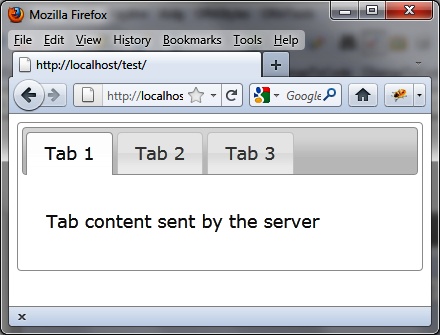 Mozilla Firefox
File Edit View History Bookmarks Tools Help
http://localhost/test/ +
http://localhos Google
Tab 1 Tab 2 Tab 3
Tab content sent by the server
x